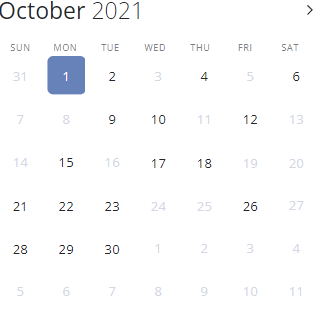 October 2021
SUN MON TUE WED THU FRI SAT
31 1 2 3 4 5 6
7 8 9 10 11 12 13
14 15 16 17 18 19 20
21 22 23 24 25 26 27
28 29 30 1 2 3 4
5 6 7 8 9 10 11